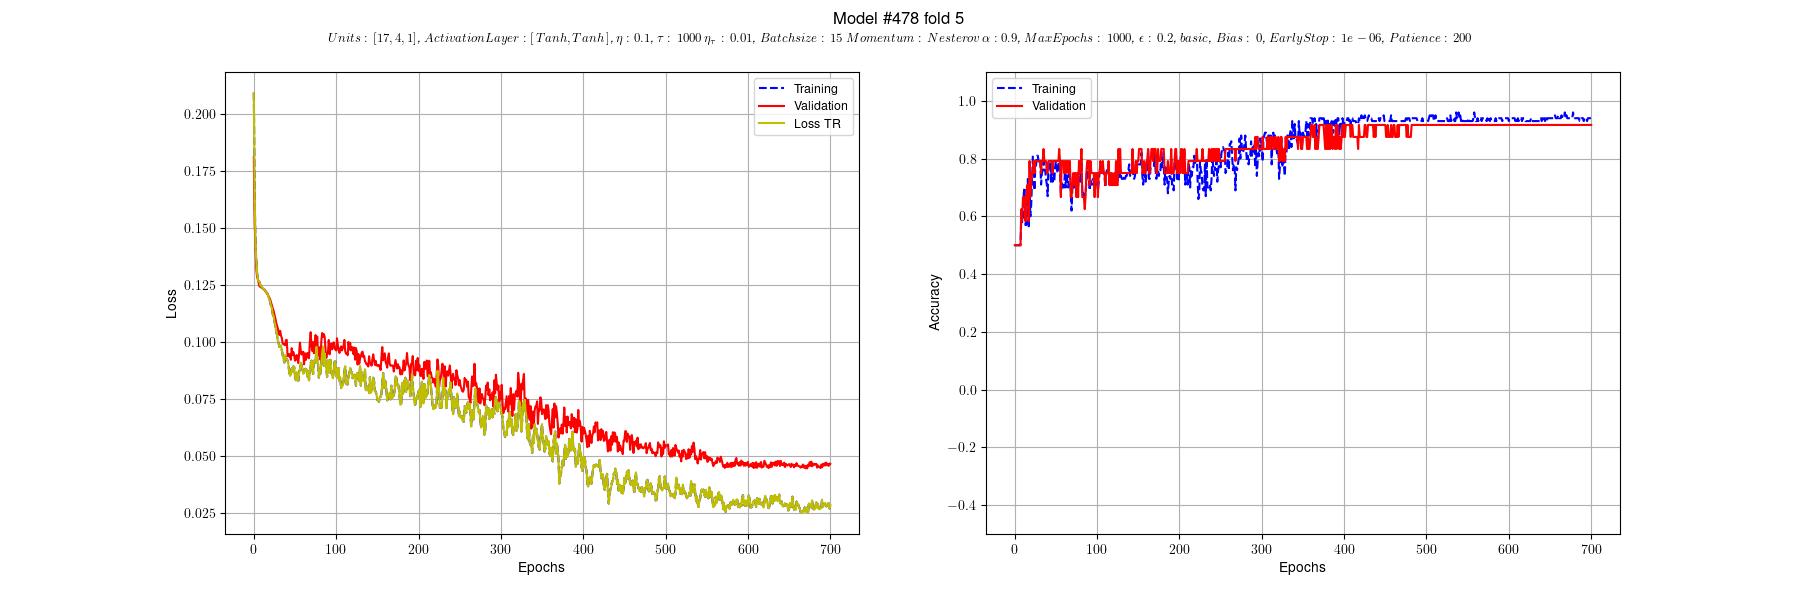 Model #478 fold 5
Units : [17, 4, 1], ActivationLayer : [Tanh, Tanh], η : 0.1, τ : 1000 ητ : 0.01, Batchsize : 15 Momentum : Nesterov α : 0.9, MaxEpochs : 1000, ϵ : 0.2, basic, Bias : 0, EarlyStop : 1e − 06, Patience : 200
Training
Validation
Loss TR
0.200
0.175
0.150
0.125
0.100
0.075
0.050
0.025
Loss
0 100 200 300 400 500 600 700
Epochs
Training
Validation
1.0
0.8
0.6
0.4
0.2
0.0
−0.2
−0.4
Accuracy
0 100 200 300 400 500 600 700
Epochs